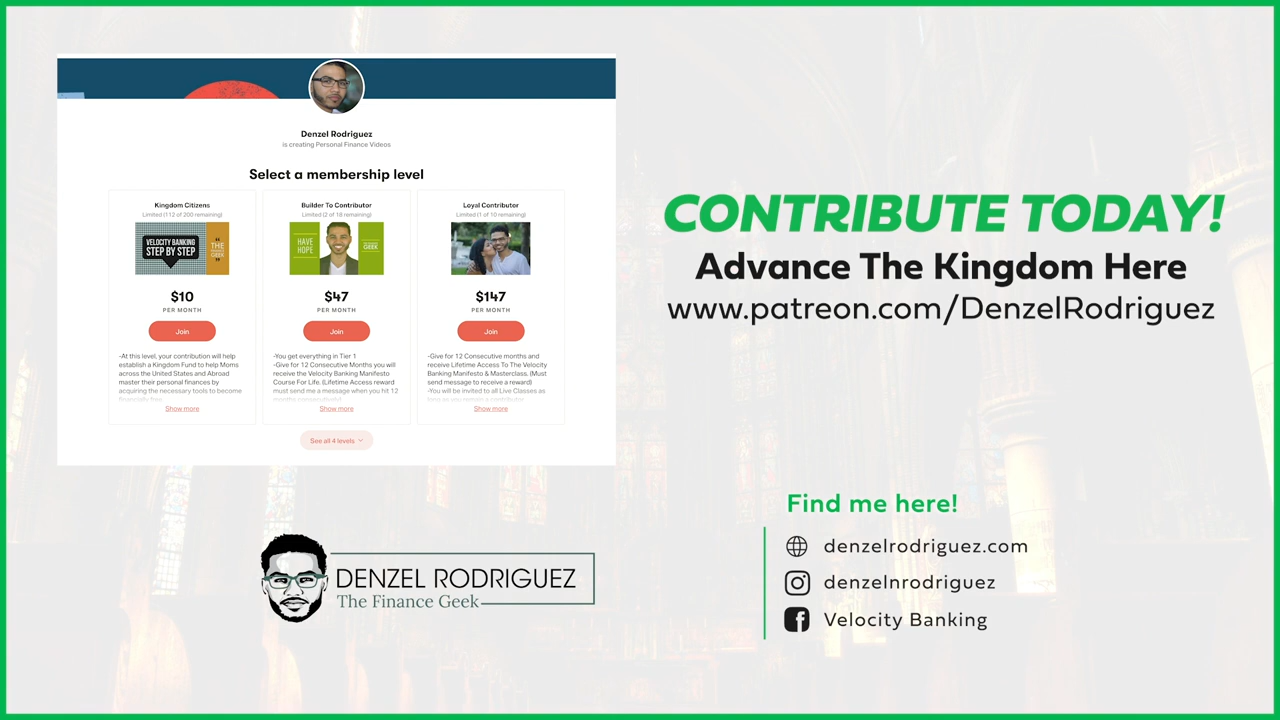 Denzel Rodriguez
is creating Personal Finance Videos
Select a membership level
Kingdom Citizens
Limited (112 of 200 remaining)
VELOCITY BANKING
STEP BY STEP
" THE
GEEK "
$10
PER MONTH
Join
-At this level, your contribution will help
establish a Kingdom Fund to help Moms
across the United States and Abroad
master their personal finances by
acquiring the necessary tools to become
financially free
Show more
Builder To Contributor
Limited (2 of 18 remaining)
HAVE
HOPE
GEEK
$47
PER MONTH
Join
-You get everything in Tier 1
-Give for 12 Consecutive Months you will
receive the Velocity Banking Manifesto
Course For Life. (Lifetime Access reward
must send me a message when you hit 12
months consecutively)
Show more
Loyal Contributor
Limited (1 of 10 remaining)
$147
PER MONTH
Join
-Give for 12 Consecutive months and
receive Lifetime Access To The Velocity
Banking Manifesto & Masterclass. (Must
send message to receive a reward)
-You will be invited to all Live Classes as
long as you remain a contributor
Show more
See all 4 levels
CONTRIBUTE TODAY!
Advance The Kingdom Here
www.patreon.com/DenzelRodriguez
DENZEL RODRIGUEZ
The Finance Geek
Find me here!
denzelrodriguez.com
denzelnrodriguez
Velocity Banking